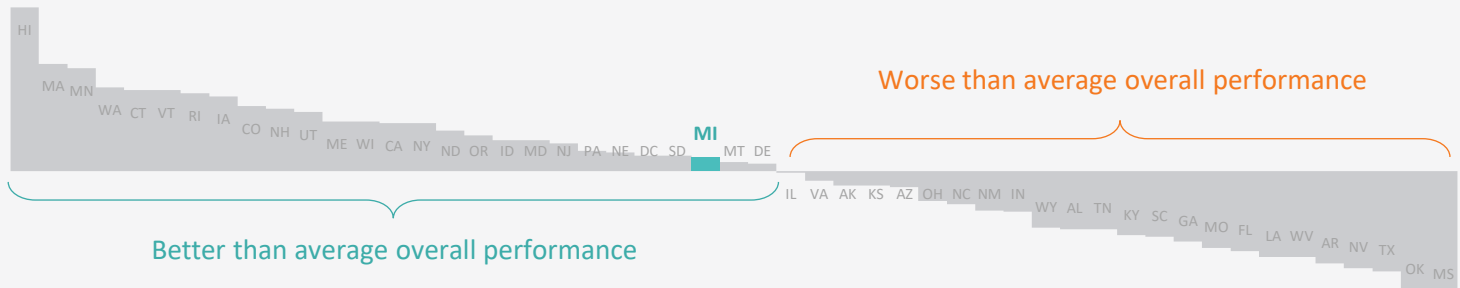 HI
MA
MN
WA
CT
VT
RI
IA
CO
NH
UT
ME
WI
CA
NY
ND
OR
ID
MD
NJ
PA
NE
DC
SD
MI
MT
DE
Worse than average overall performance
IL
VA
AK
KS
AZ
OH
NC
NM
IN
WY
AL
TN
KY
SC
GA
MO
FL
LA
WV
AR
NV
TX
OK
MS
Better than average overall performance